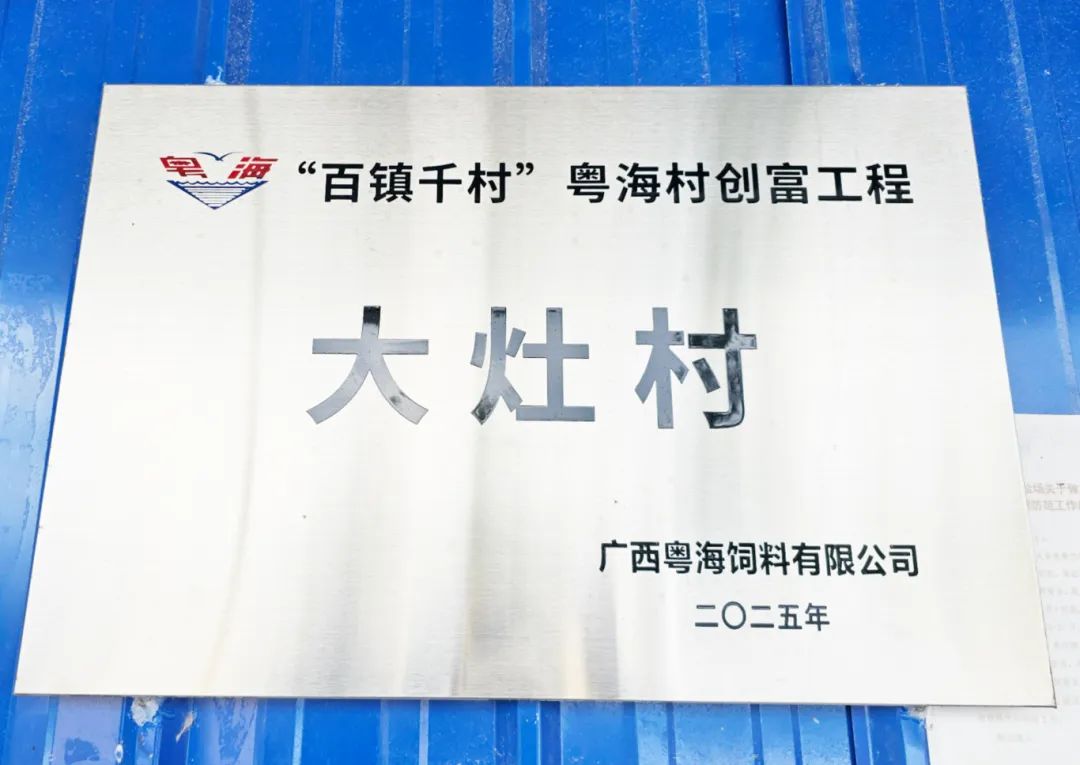 粤海 “百镇千村”粤海村创富工程
大灶村
广西粤海饲料有限公司
二〇二五年